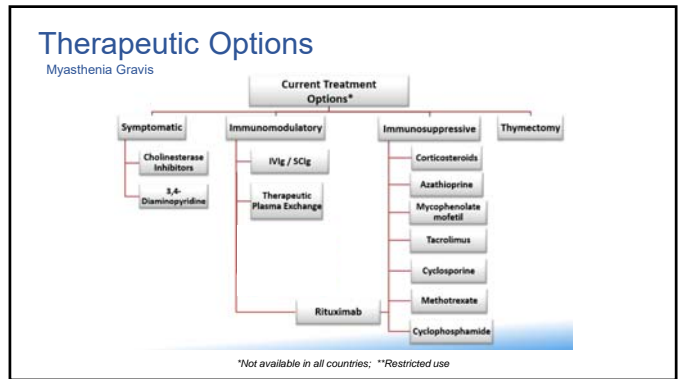 Therapeutic Options
Myasthenia Gravis
Current Treatment
Options*
Symptomatic
Immunomodulatory
Immunosuppressive
Thymectomy
Cholinesterase
Inhibitors
3,4-
Diaminopyridine
IVIg / SCIg
Therapeutic
Plasma Exchange
Corticosteroids
Azathioprine
Mycophenolate
mofetil
Tacrolimus
Cyclosporine
Methotrexate
Cyclophosphamide
Rituximab
*Not available in all countries; **Restricted use